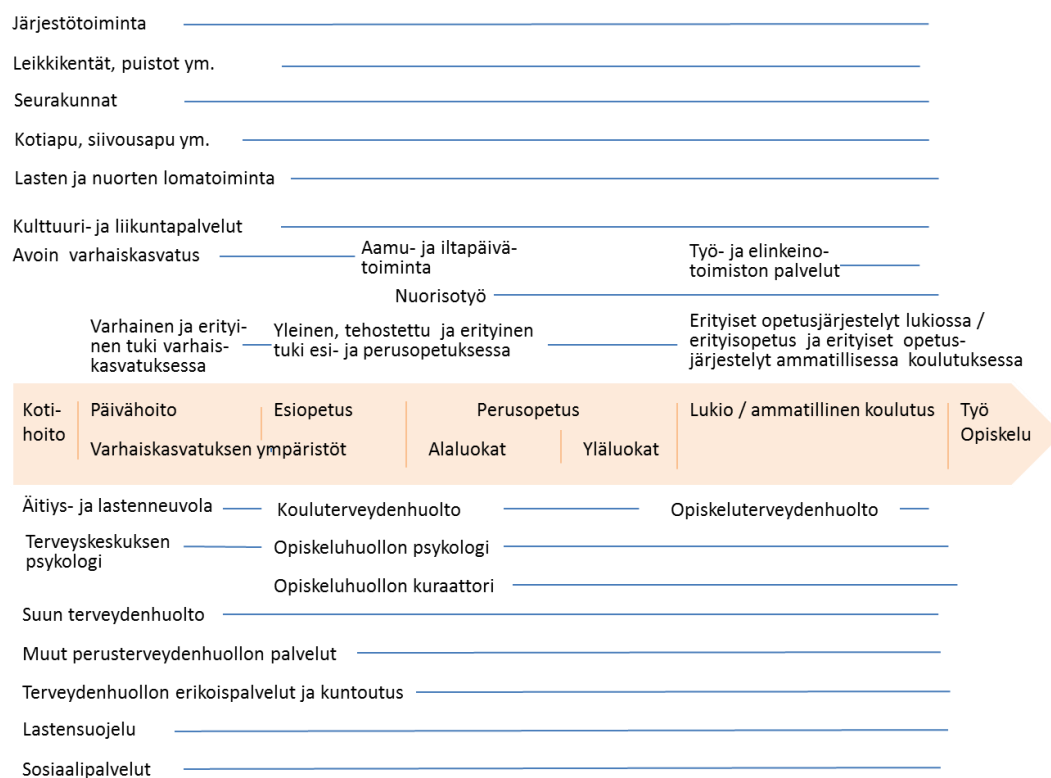 Järjestötoiminta
Leikkikentät, puistot ym.
Seurakunnat
Kotiapu, siivousapu ym.
Lasten ja nuorten lomatoiminta
Kulttuuri- ja liikuntapalvelut
Avoin varhaiskasvatus
Aamu- ja iltapäivä-
toiminta
Työ- ja elinkeino-
toimiston palvelut
Nuorisotyö
Varhainen ja erityi-
nen tuki varhais-
kasvatuksessa
Yleinen, tehostettu ja erityinen
tuki esi- ja perusopetuksessa
Erityiset opetusjärjestelyt lukiossa /
erityisopetus ja erityiset opetus-
järjestelyt ammatillisessa koulutuksessa
Koti-
hoito
Päivähoito
Esiopetus
Varhaiskasvatuksen ympäristöt
Perusopetus
Alaluokat
Yläluokat
Lukio / ammatillinen koulutus
Työ
Opiskelu
Äitiys- ja lastenneuvola
Kouluterveydenhuolto
Opiskeluterveydenhuolto
Terveyskeskuksen
psykologi
Opiskeluhuollon psykologi
Opiskeluhuollon kuraattori
Suun terveydenhuolto
Muut perusterveydenhuollon palvelut
Terveydenhuollon erikoispalvelut ja kuntoutus
Lastensuojelu
Sosiaalipalvelut